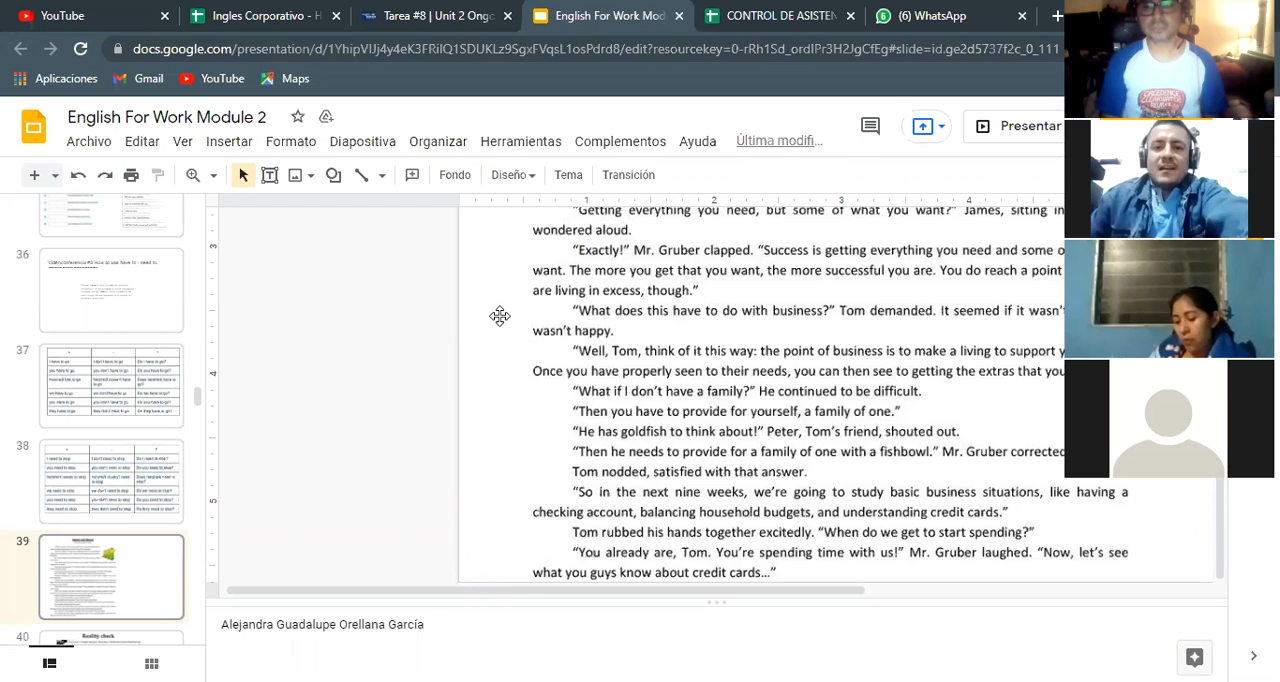 YouTube
Ingles Corporativo - H
Tarea #8 | Unit 2 Ongo
English For Work Mod
CONTROL DE ASISTEN
(6) WhatsApp
docs.google.com/presentation/d/1YhipVlJj4y4eK3FRilQ1SDUKLz9SgxFVqsL1osPdrd8/edit?resourcekey=0-rRh1Sd_ordIPr3H2JgCfEg#slide=id.ge2d5737f2c_0_111
Aplicaciones
Gmail
YouTube
Maps
English For Work Module 2
Archivo Editar Ver Insertar Formato Diapositiva Organizar Herramientas Complementos Ayuda Última modifi...
Presentar
Fondo Diseño Tema Transición
2 3 4
3
4
5
"Getting everything you need, but some of what you want?" James, sitting in
wondered aloud.
"Exactly!" Mr. Gruber clapped. "Success is getting everything you need and some o
want. The more you get that you want, the more successful you are. You do reach a point
are living in excess, though."
"What does this have to do with business?" Tom demanded. It seemed if it wasn't
wasn't happy.
"Well, Tom, think of it this way: the point of business is to make a living to support y
Once you have properly seen to their needs, you can then see to getting the extras that you
"What if I don't have a family?" He continued to be difficult.
"Then you have to provide for yourself, a family of one."
"He has goldfish to think about!" Peter, Tom's friend, shouted out.
"Then he needs to provide for a family of one with a fishbowl." Mr. Gruber corrected
Tom nodded, satisfied with that answ
"So in the next nine weeks, we're going to study basic business situations, like having a
checking account, balancing household budgets, and understanding credit cards."
Tom rubbed his hands together excitedly. "When do we get to start spending?"
"You already are, Tom. You're spending time with us!" Mr. Gruber laughed. "Now, let's see
what you guys know about credit cards…"
36
37
38
39
40
Reality check
Alejandra Guadalupe Orellana García